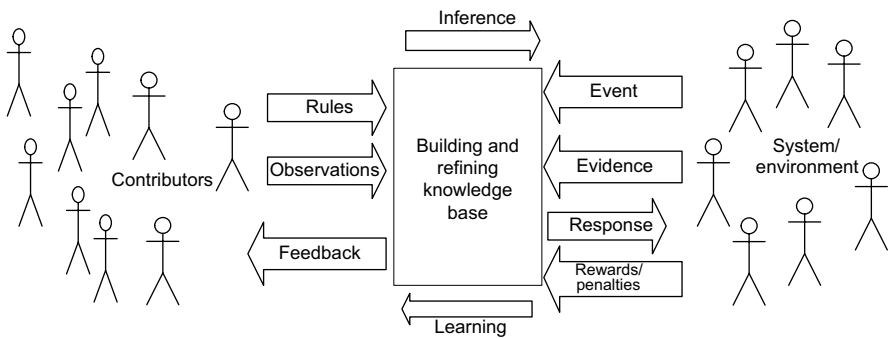 Inference
Rules
Event
Building and
refining
knowledge
base
System/
environment
Contributors
Observations
Evidence
Response
Feedback
Rewards/
penalties
Learning